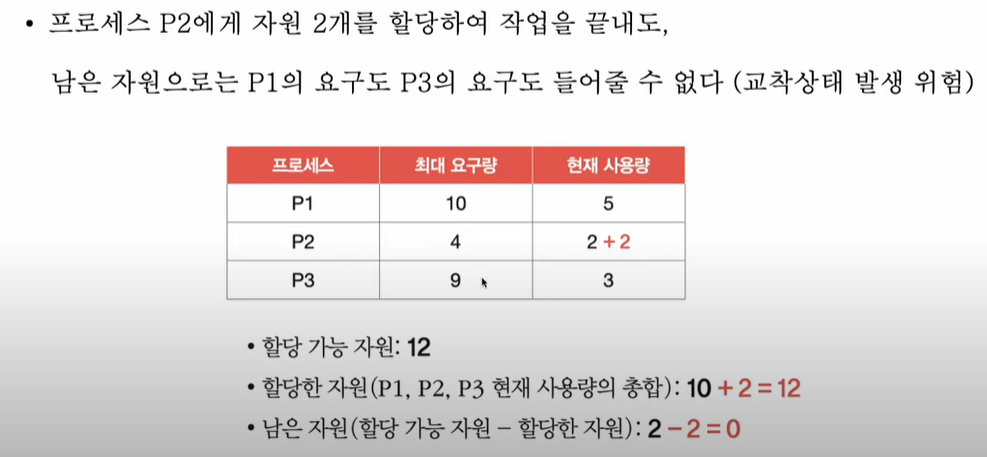 • 프로세스 P2에게 자원 2개를 할당하여 작업을 끝내도,
남은 자원으로는 P1의 요구도 P3의 요구도 들어줄 수 없다 (교착상태 발생 위험)
프로세스 최대 요구량 현재 사용량
P1 10 5
P2 4 2 + 2
P3 9 3
• 할당 가능 자원: 12
• 할당한 자원(P1, P2, P3 현재 사용량의 총합): 10 + 2 = 12
• 남은 자원(할당 가능 자원 – 할당한 자원): 2 – 2 = 0